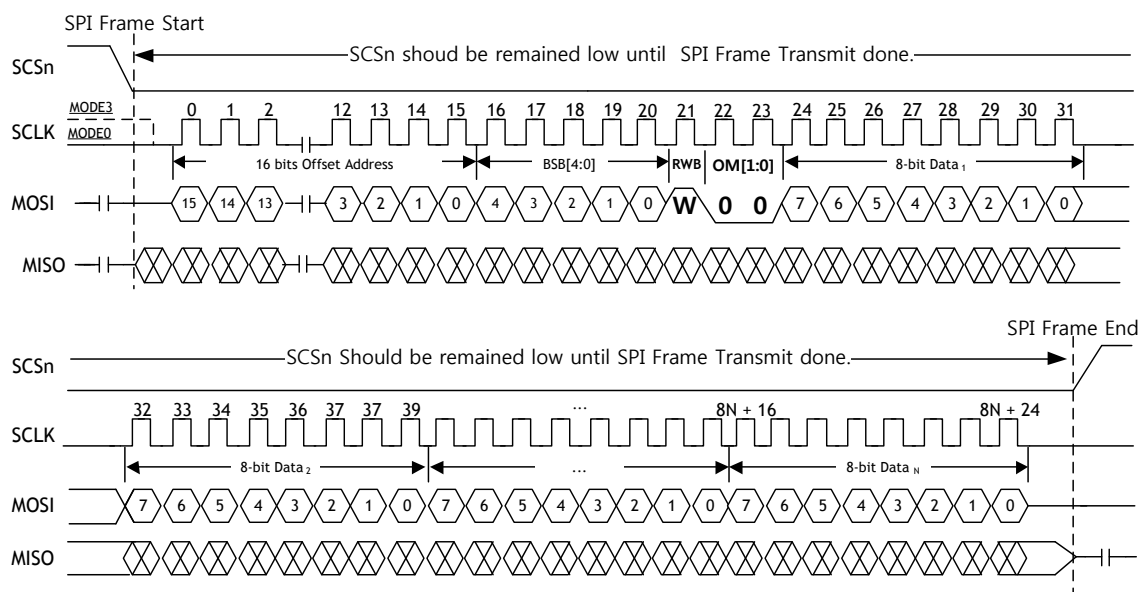 SPI Frame Start
SCSn shoud be remained low until SPI Frame Transmit done.
SCSn
MODE3
0 1 2 12 13 14 15 16 17 18 19 20 21 22 23 24 25 26 27 28 29 30 31
SCLK MODE0
16 bits Offset Address BSB[4:0] RWB OM[1:0] 8-bit Data 1
MOSI 15 14 13 3 2 1 0 4 3 2 1 0 W 0 0 7 6 5 4 3 2 1 0
MISO
SPI Frame End
SCSn Should be remained low until SPI Frame Transmit done.
SCSn
32 33 34 35 36 37 37 39 ... 8N + 16 8N + 24
SCLK
8-bit Data 2 ... 8-bit Data N
MOSI 7 6 5 4 3 2 1 0 7 6 5 4 3 2 1 0 7 6 5 4 3 2 1 0
MISO